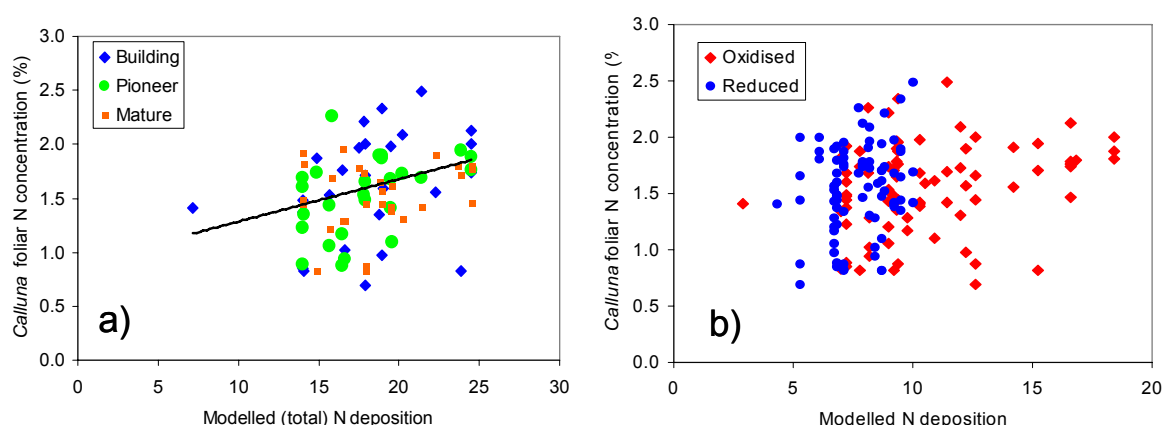 Calluna foliar N concentration (%)
3.0
2.5
2.0
1.5
1.0
0.5
0.0
Building
Pioneer
Mature
a)
0
5
10
15
20
25
30
Modelled (total) N deposition
Calluna foliar N concentration (%
3.0
2.5
2.0
1.5
1.0
0.5
0.0
Oxidised
Reduced
b)
0
5
10
15
20
Modelled N deposition